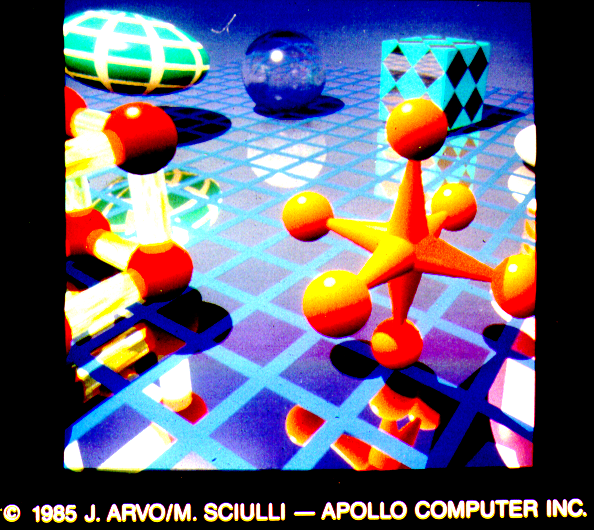 © 1985 J. ARVO/M. SCIULLI — APOLLO COMPUTER INC.